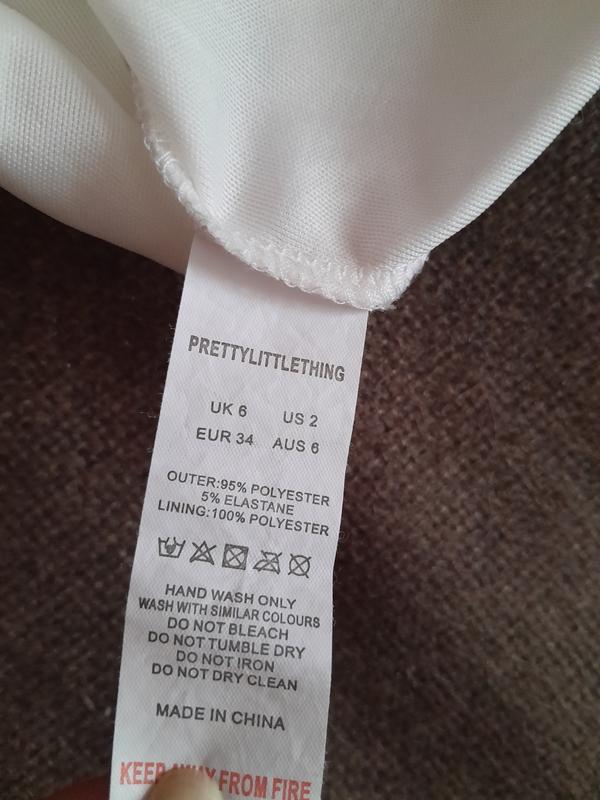 PRETTYLITTLETHING
UK 6 US 2
EUR 34 AUS 6
OUTER:95% POLYESTER
5% ELASTANE
LINING:100% POLYESTER
HAND WASH ONLY
WASH WITH SIMILAR COLOURS
DO NOT BLEACH
DO NOT TUMBLE DRY
DO NOT IRON
DO NOT DRY CLEAN
MADE IN CHINA
KEEP AWAY FROM FIRE